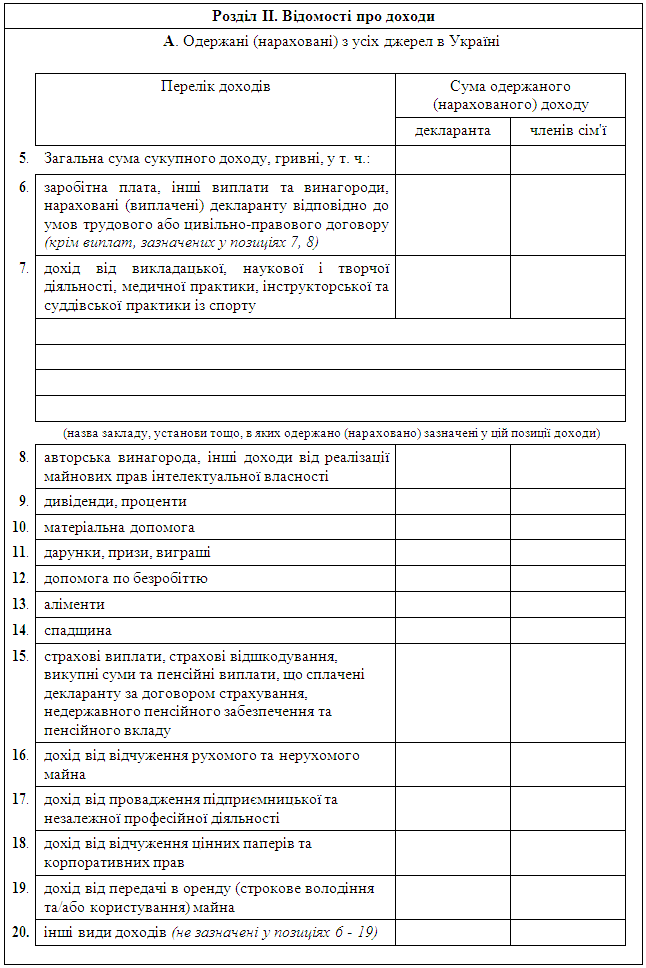 Розділ II. Відомості про доходи
А. Одержані (нараховані) з усіх джерел в Україні
Перелік доходів
Сума одержаного
(нарахованого) доходу
декларанта
членів сім'ї
5. Загальна сума сукупного доходу, гривні, у т. ч.:
6. заробітна плата, інші виплати та винагороди,
нараховані (виплачені) декларанту відповідно до
умов трудового або цивільно-правового договору
(крім виплат, зазначених у позиціях 7, 8)
7. дохід від викладацької, наукової і творчої
діяльності, медичної практики, інструкторської та
суддівської практики із спорту
(назва закладу, установи тощо, в яких одержано (нараховано) зазначені у цій позиції доходи)
8. авторська винагорода, інші доходи від реалізації
майнових прав інтелектуальної власності
9. дивіденди, проценти
10. матеріальна допомога
11. дарунки, призи, виграші
12. допомога по безробіттю
13. аліменти
14. спадщина
15. страхові виплати, страхові відшкодування,
викупні суми та пенсійні виплати, що сплачені
декларанту за договором страхування,
недержавного пенсійного забезпечення та
пенсійного вкладу
16. дохід від відчуження рухомого та нерухомого
майна
17. дохід від провадження підприємницької та
незалежної професійної діяльності
18. дохід від відчуження цінних паперів та
корпоративних прав
19. дохід від передачі в оренду (строкове володіння
та/або користування) майна
20. інші види доходів (не зазначені у позиціях 6 - 19)